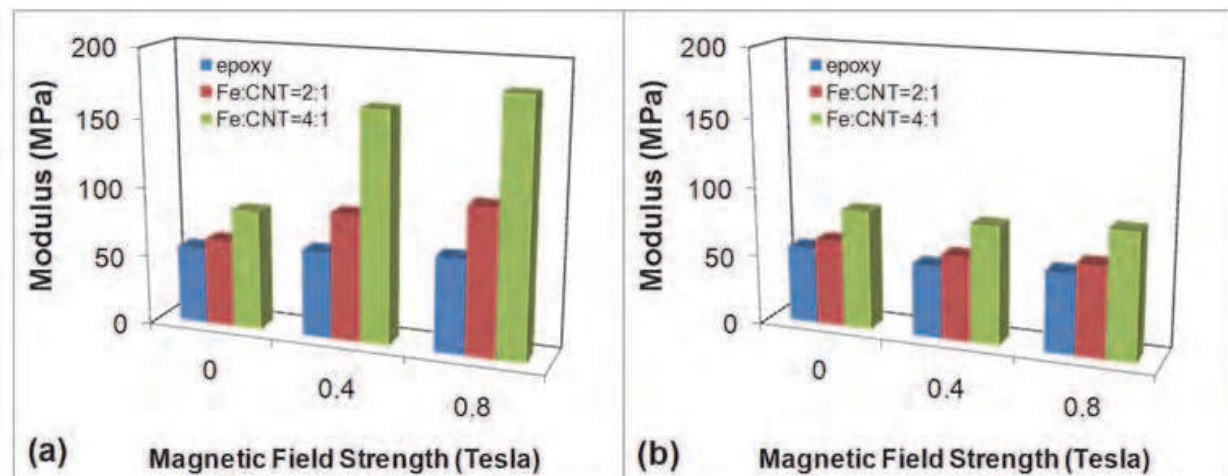 200
150
100
50
0
Modulus (MPa)
epoxy
Fe:CNT=2:1
Fe:CNT=4:1
0
0.4
0.8
(a)
Magnetic Field Strength (Tesla)
200
150
100
50
0
Modulus (MPa)
epoxy
Fe:CNT=2:1
Fe:CNT=4:1
0
0.4
0.8
(b)
Magnetic Field Strength (Tesla)